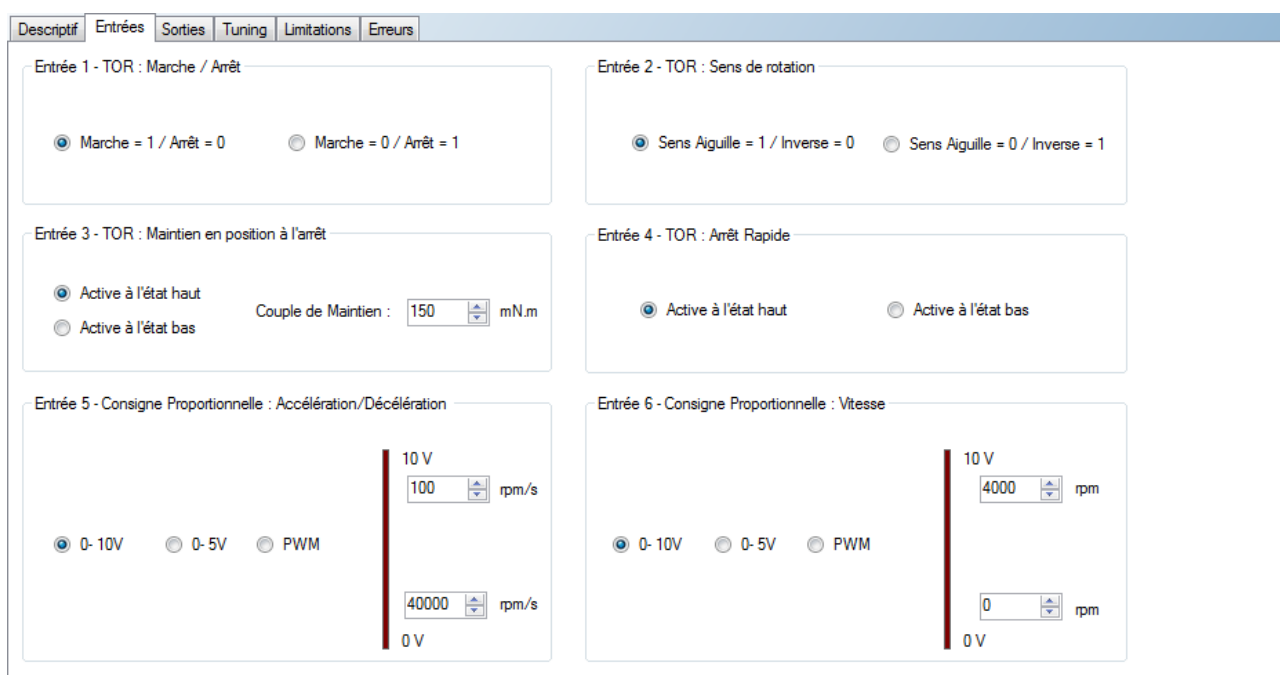 Descriptif Entrées Sorties Tuning Limitations Erreurs
Entrée 1 - TOR : Marche / Arrêt
Marche = 1 / Arrêt = 0 Marche = 0 / Arrêt = 1
Entrée 2 - TOR : Sens de rotation
Sens Aiguille = 1 / Inverse = 0 Sens Aiguille = 0 / Inverse = 1
Entrée 3 - TOR : Maintien en position à l'arrêt
Active à l'état haut
Active à l'état bas
Couple de Maintien : 150 mN.m
Entrée 4 - TOR : Arrêt Rapide
Active à l'état haut Active à l'état bas
Entrée 5 - Consigne Proportionnelle : Accélération/Décélération
10 V
100 rpm/s
0- 10V 0- 5V PWM
40000 rpm/s
0 V
Entrée 6 - Consigne Proportionnelle : Vitesse
10 V
4000 rpm
0- 10V 0- 5V PWM
0 rpm
0 V